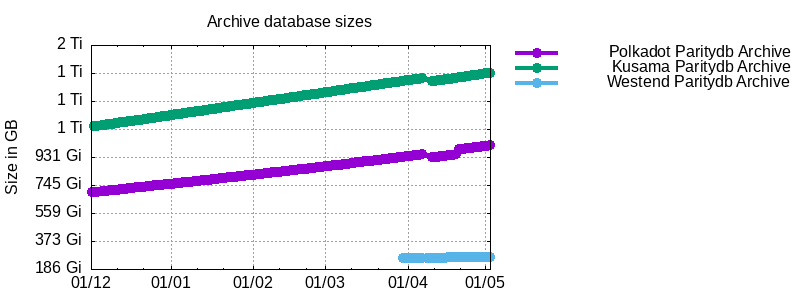 Archive database sizes
Polkadot Paritydb Archive
Kusama Paritydb Archive
Westend Paritydb Archive
Size in GB
2 Ti
1 Ti
1 Ti
1 Ti
931 Gi
745 Gi
559 Gi
373 Gi
186 Gi
01/12 01/01 01/02 01/03 01/04 01/05